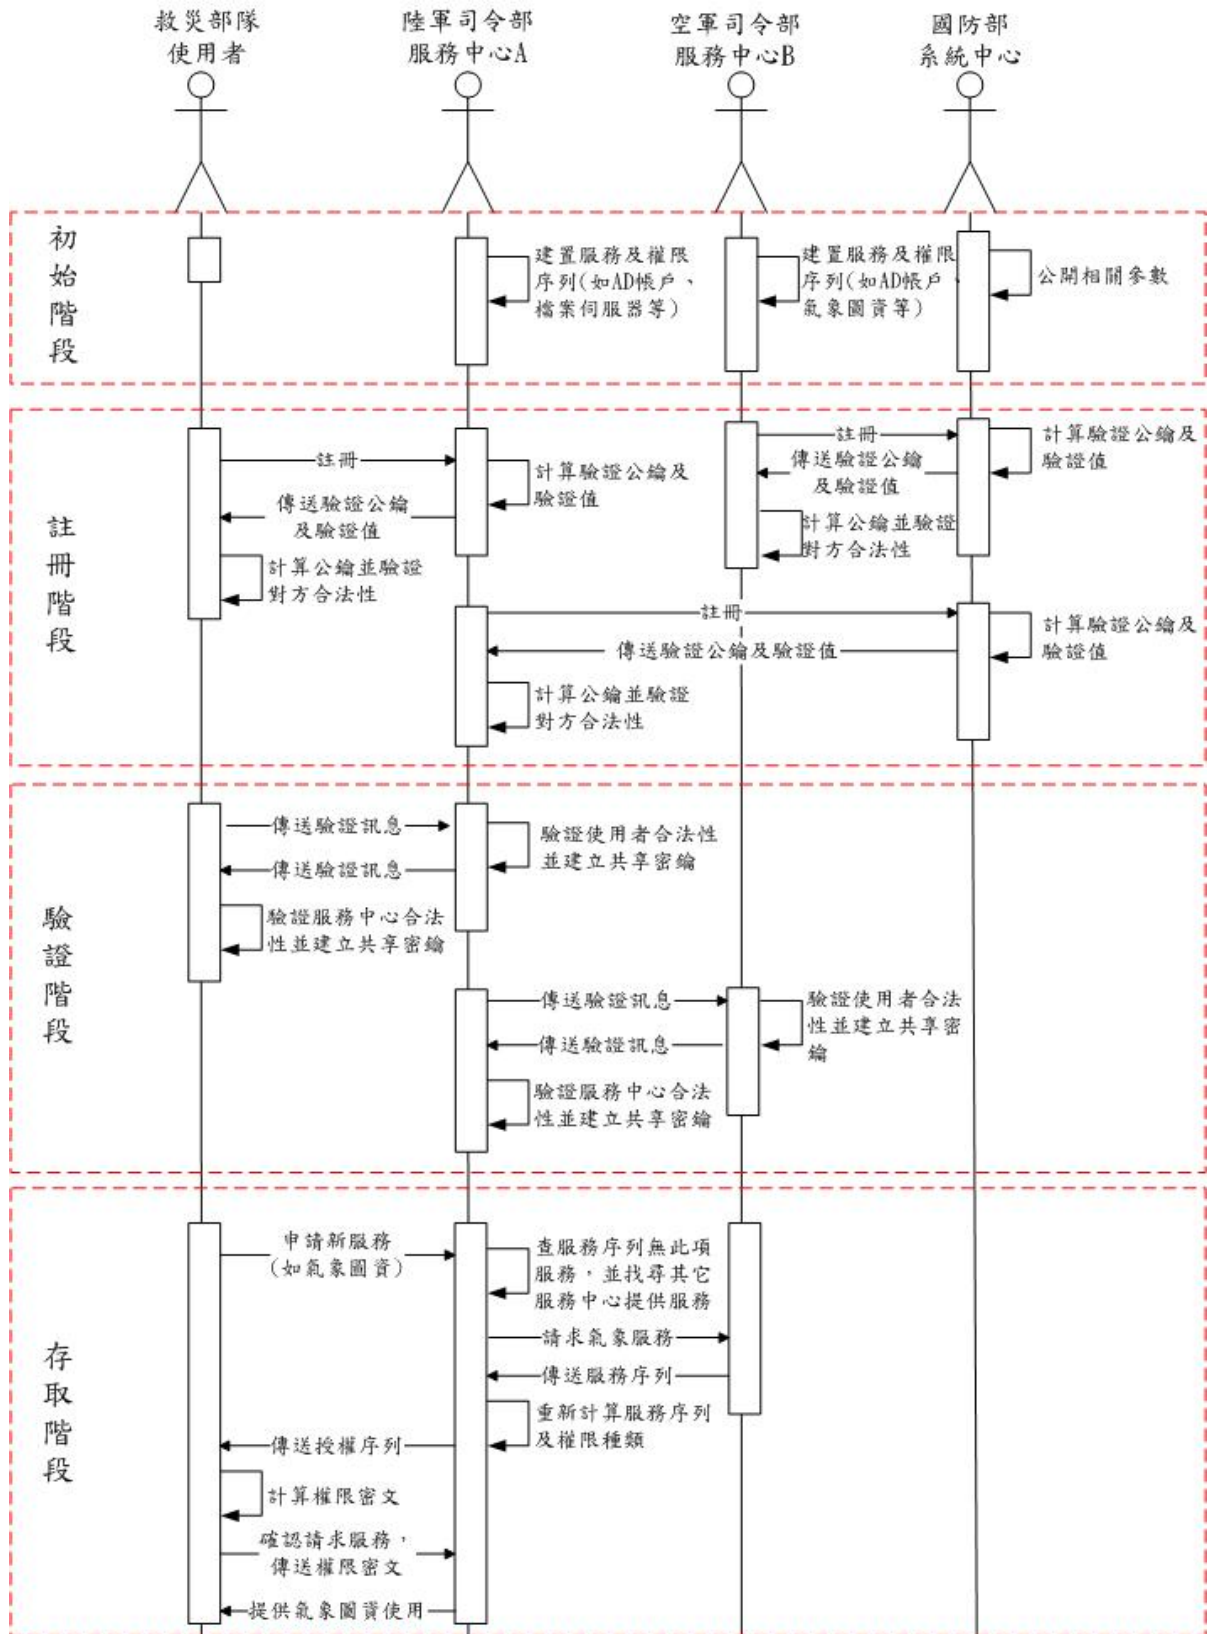 救災部隊
使用者
陸軍司令部
服務中心A
空軍司令部
服務中心B
國防部
系統中心
初始階段
建置服務及權限
序列(如AD帳戶、
檔案伺服器等)
建置服務及權限
序列(如AD帳戶、
氣象圖資等)
公開相關參數
註冊階段
註冊
計算驗證公鑰及
驗證值
傳送驗證公鑰
及驗證值
計算公鑰並驗證
對方合法性
註冊
計算驗證公鑰及
驗證值
傳送驗證公鑰
及驗證值
計算公鑰並驗證
對方合法性
註冊
計算驗證公鑰及
驗證值
傳送驗證公鑰及驗證值
計算公鑰並驗證
對方合法性
驗證階段
傳送驗證訊息
驗證使用者合法性
並建立共享密鑰
傳送驗證訊息
驗證服務中心合法
性並建立共享密鑰
傳送驗證訊息
驗證使用者合法
性並建立共享密
鑰
傳送驗證訊息
驗證服務中心合法
性並建立共享密鑰
存取階段
申請新服務
(如氣象圖資)
查服務序列無此項
服務，並找尋其它
服務中心提供服務
請求氣象服務
傳送服務序列
重新計算服務序列
及權限種類
傳送授權序列
計算權限密文
確認請求服務，
傳送權限密文
提供氣象圖資使用